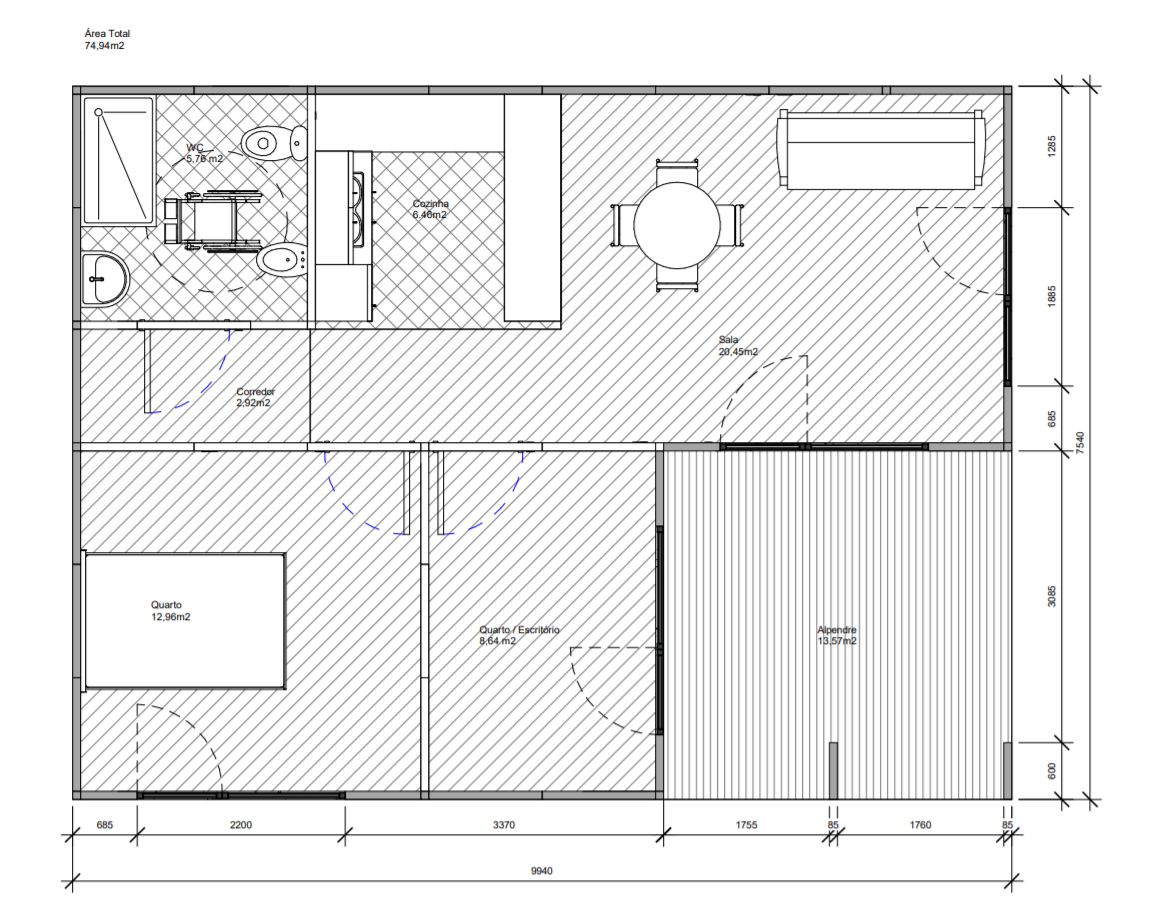 Área Total
74,94m2
WC
5,76 m2
Cozinha
6.46m2
Sala
20,45m2
Corredor
2,92m2
Quarto
12,96m2
Quarto / Escritório
8,64 m2
Alpendre
13,57m2
1285
1885
685
7540
3085
600
685
2200
3370
1755
85
1760
85
9940